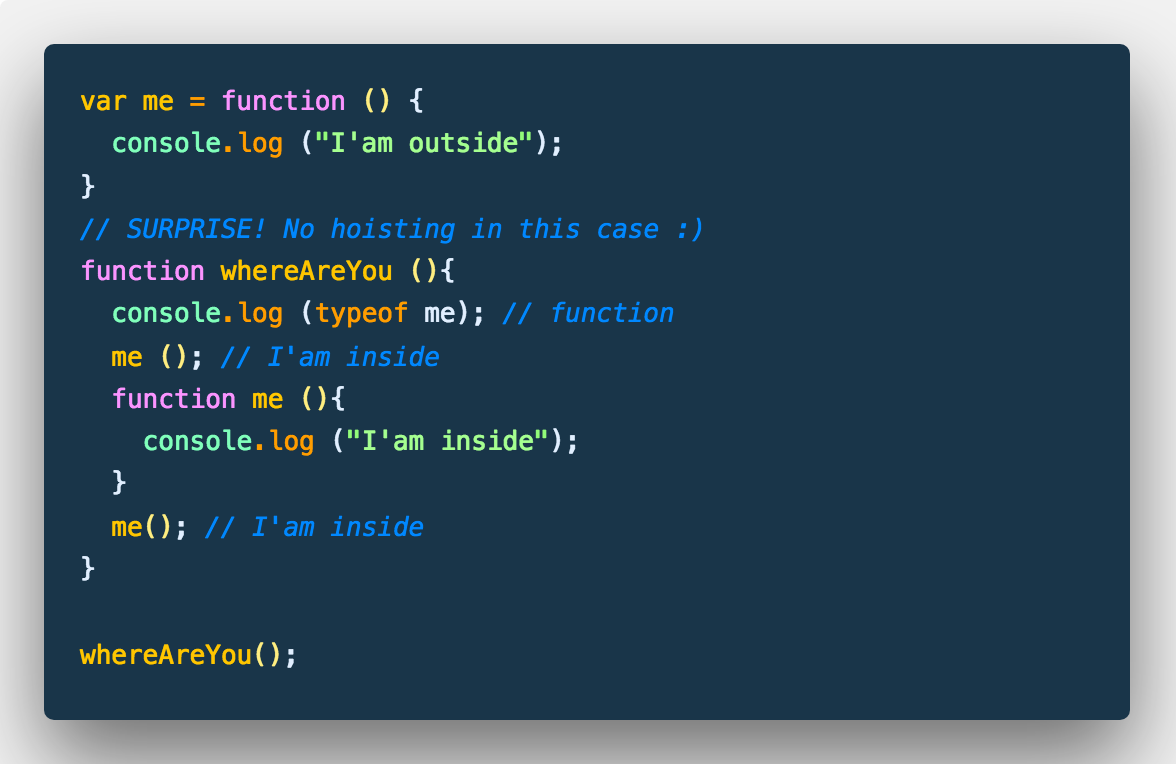 var me = function () {
  console.log ("I'am outside");
}
// SURPRISE! No hoisting in this case :)
function whereAreYou (){
  console.log (typeof me); // function
  me (); // I'am inside
  function me (){
    console.log ("I'am inside");
  }
  me(); // I'am inside
}

whereAreYou();